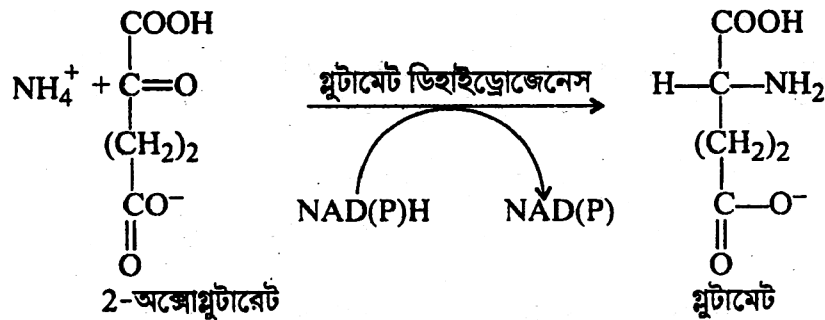 COOH COOH
NH₄⁺ + C=O গ্লুটামেট ডিহাইড্রোজেনেস H—C—NH₂
(CH₂)₂ (CH₂)₂
CO⁻ NAD(P)H NAD(P) C—O⁻
O O
2-অক্সোগ্লুটারেট গ্লুটামেট